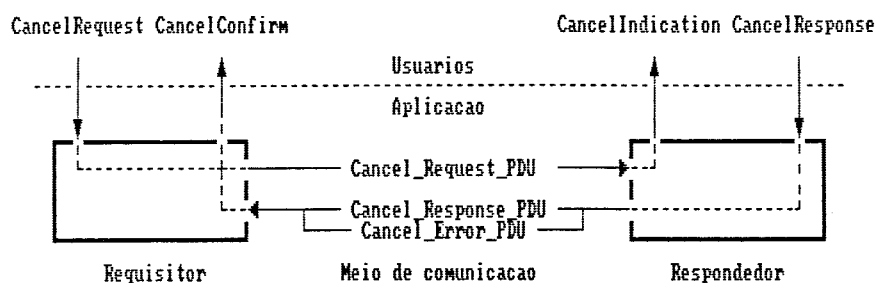 CancelRequest CancelConfirm CancelIndication CancelResponse
Usuarios
Aplicacao
Cancel_Request_PDU
Cancel_Response_PDU
Cancel_Error_PDU
Requisitor Meio de comunicacao Respondedor